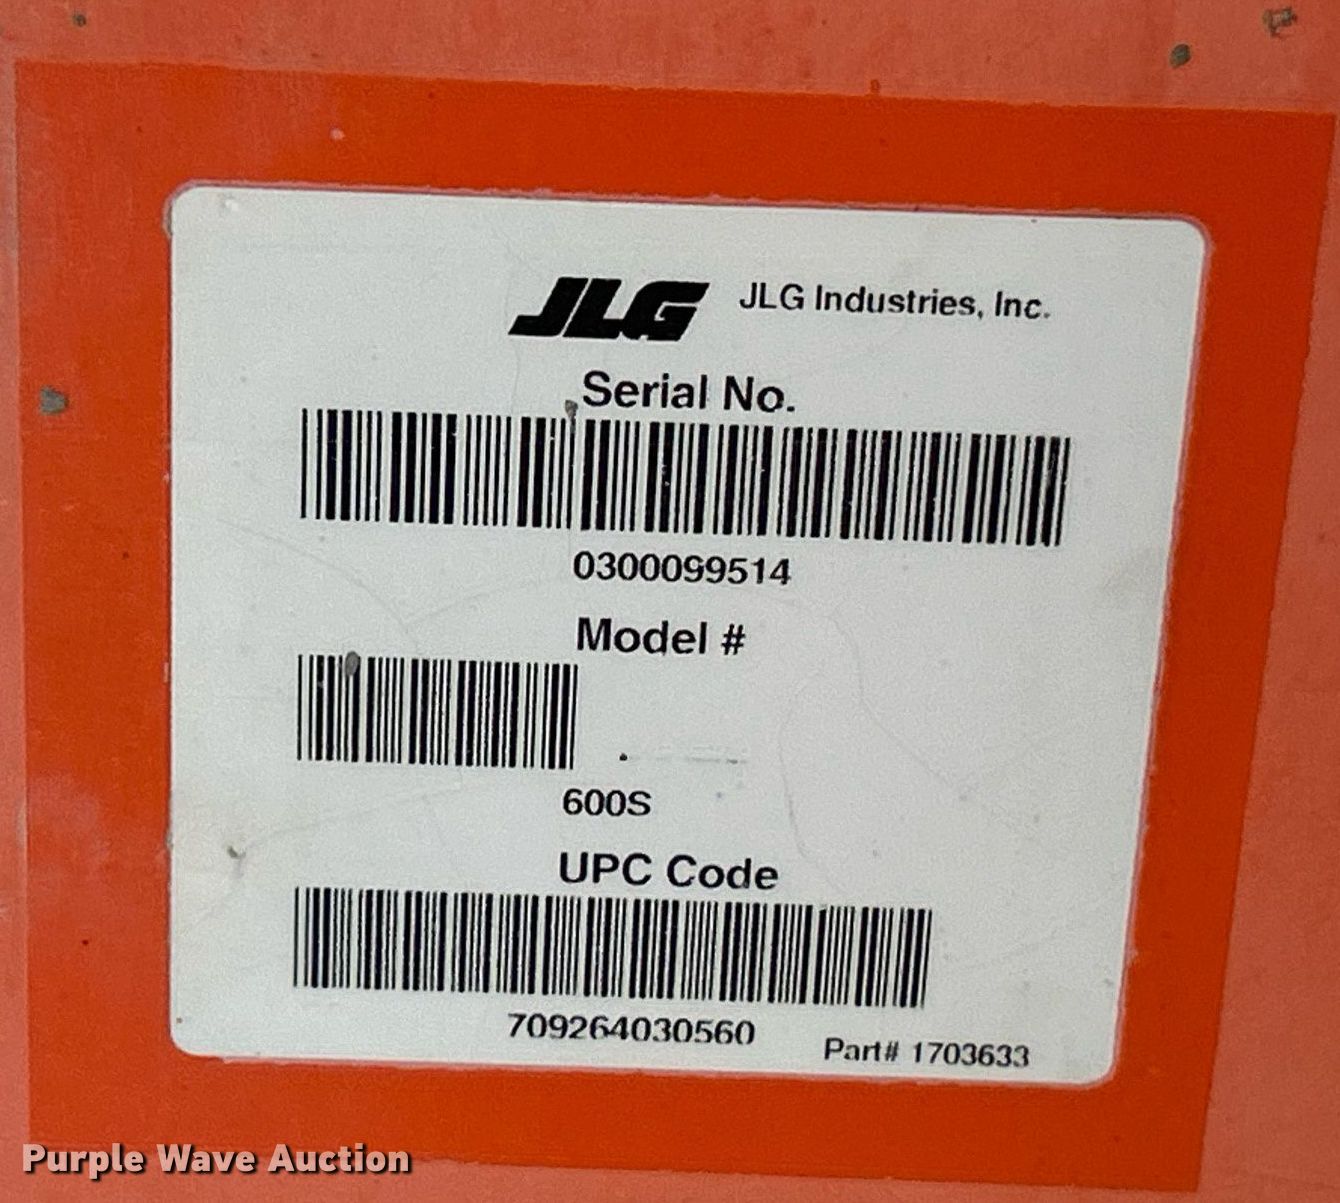 JLG JLG Industries, Inc.
Serial No.
0300099514
Model #
600S
UPC Code
709264030560
Part# 1703633
Purple Wave Auction